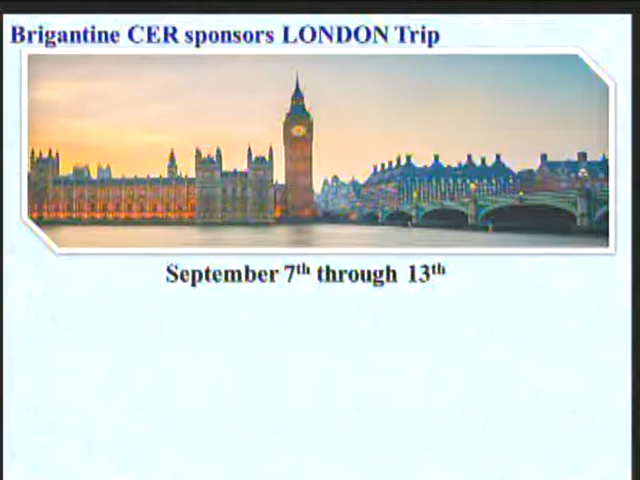 Brigantine CER sponsors LONDON Trip
September 7th through 13th